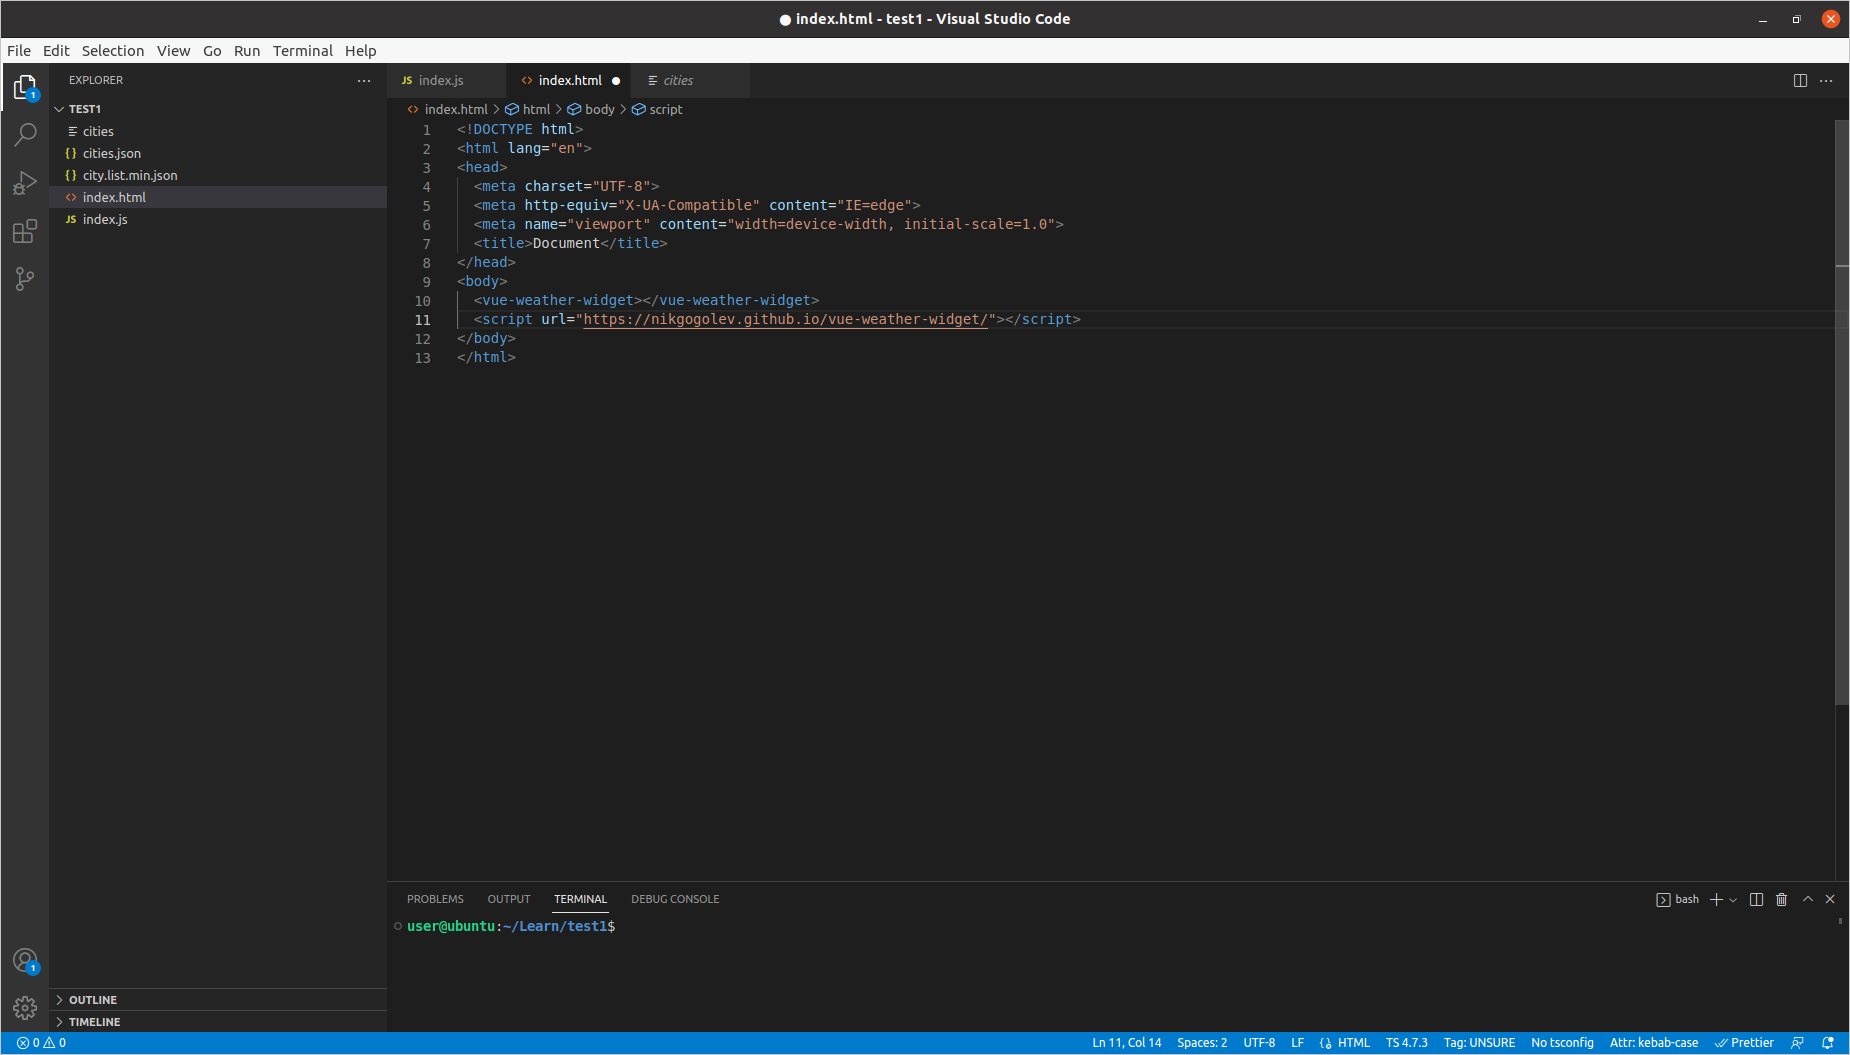 ● index.html - test1 - Visual Studio Code
File Edit Selection View Go Run Terminal Help
EXPLORER
TEST1
cities
cities.json
city.list.min.json
index.html
JS index.js
OUTLINE
TIMELINE
1
1
JS index.js
index.html
cities
index.html > html > body > script
1 <!DOCTYPE html>
2 <html lang="en">
3 <head>
4 <meta charset="UTF-8">
5 <meta http-equiv="X-UA-Compatible" content="IE=edge">
6 <meta name="viewport" content="width=device-width, initial-scale=1.0">
7 <title>Document</title>
8 </head>
9 <body>
10 <vue-weather-widget></vue-weather-widget>
11 <script url="https://nikgogolev.github.io/vue-weather-widget/"></script>
12 </body>
13 </html>
PROBLEMS OUTPUT TERMINAL DEBUG CONSOLE
bash
user@ubuntu:~/Learn/test1$
0 0
Ln 11, Col 14 Spaces: 2 UTF-8 LF {} HTML TS 4.7.3 Tag: UNSURE No tsconfig Attr: kebab-case Prettier